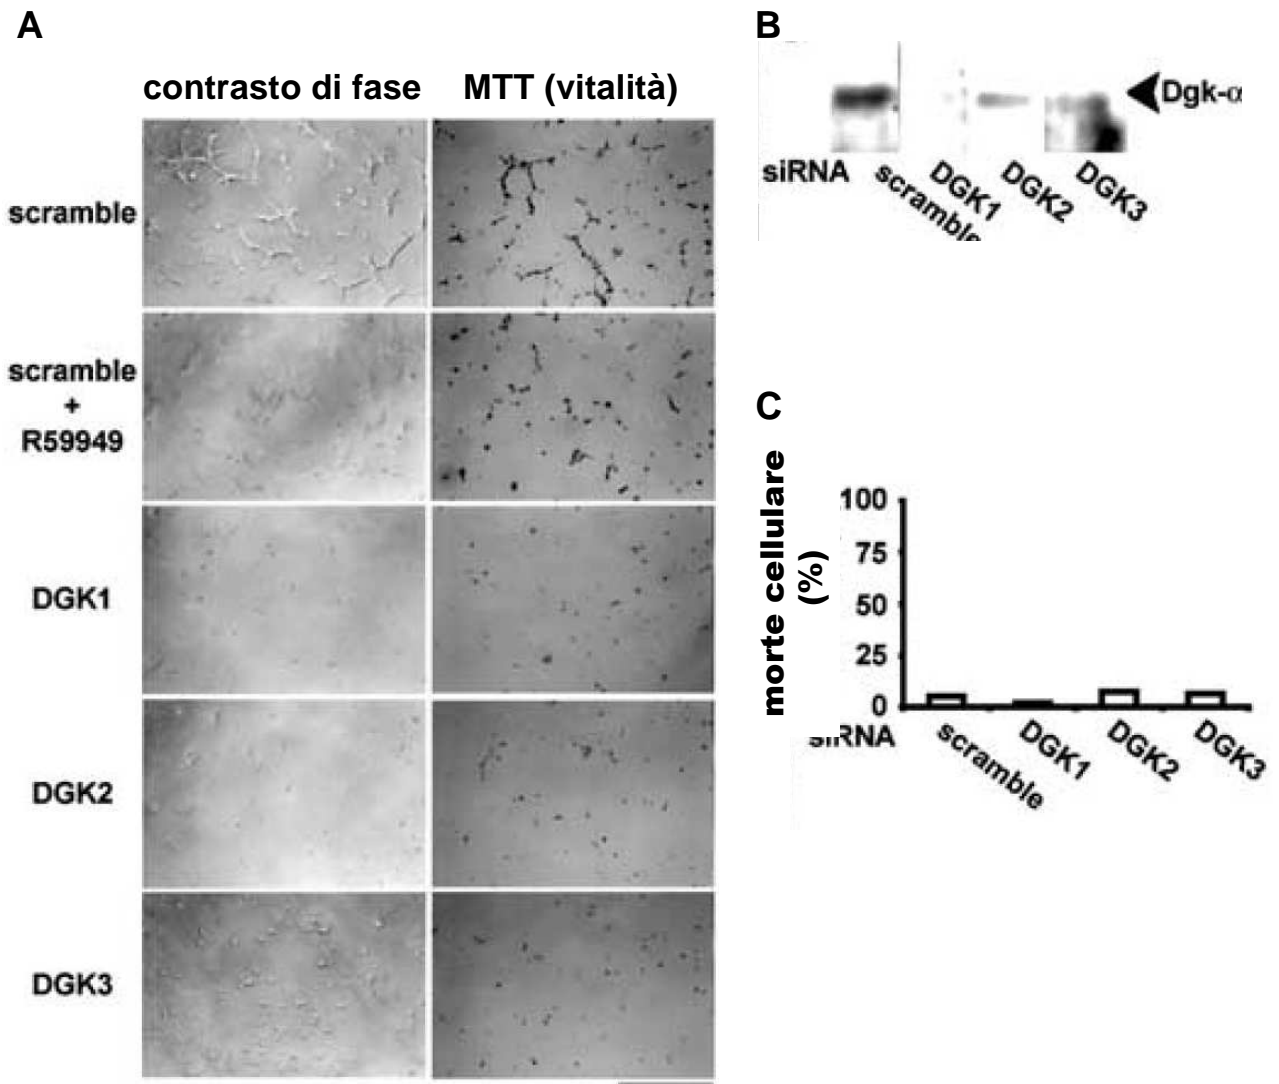 A
contrasto di fase MTT (vitalità)
scramble
scramble
+
R59949
DGK1
DGK2
DGK3
B
Dgk-α
siRNA scramble DGK1 DGK2 DGK3
C
morte cellulare
(%)
100
75
50
25
0
siRNA scramble DGK1 DGK2 DGK3